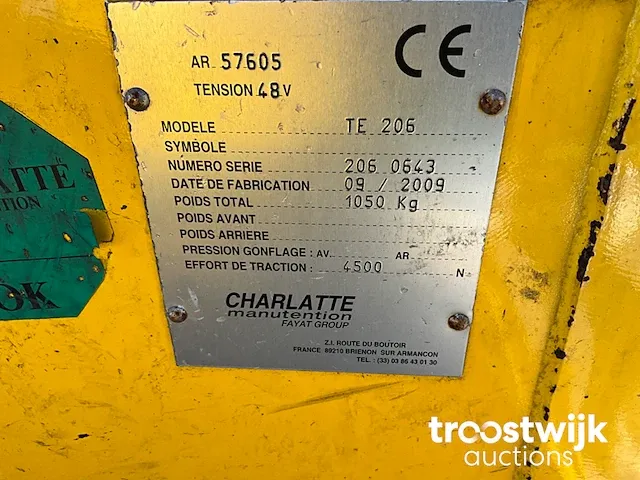 AR 57605
TENSION 48 V
CE
MODELE TE 206
SYMBOLE
NUMERO SERIE 206 0643
DATE DE FABRICATION 09 / 2009
POIDS TOTAL 1050 Kg
POIDS AVANT
POIDS ARRIERE
PRESSION GONFLAGE : AV. AR
EFFORT DE TRACTION : 4500 N
CHARLATTE
manutention
FAYAT GROUP
Z.I. ROUTE DU BOUTOIR
FRANCE 89210 BRIENON SUR ARMANCON
TEL. : (33) 03 86 43 01 30
ATTE
TION
OK
troostwijk
auctions